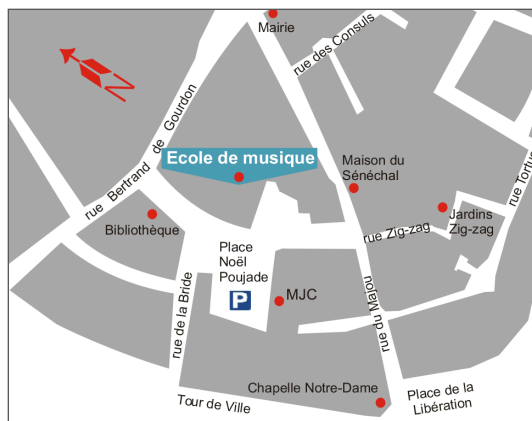 Mairie
rue des Consuls
rue Bertrand de Gourdon
Ecole de musique
Maison du
Sénéchal
Bibliothèque
Jardins
Zig-zag
rue Tortue
rue Zig-zag
Place
Noël
Poujade
P
MJC
rue de la Bride
rue du Majou
Chapelle Notre-Dame
Place de la
Libération
Tour de Ville
N